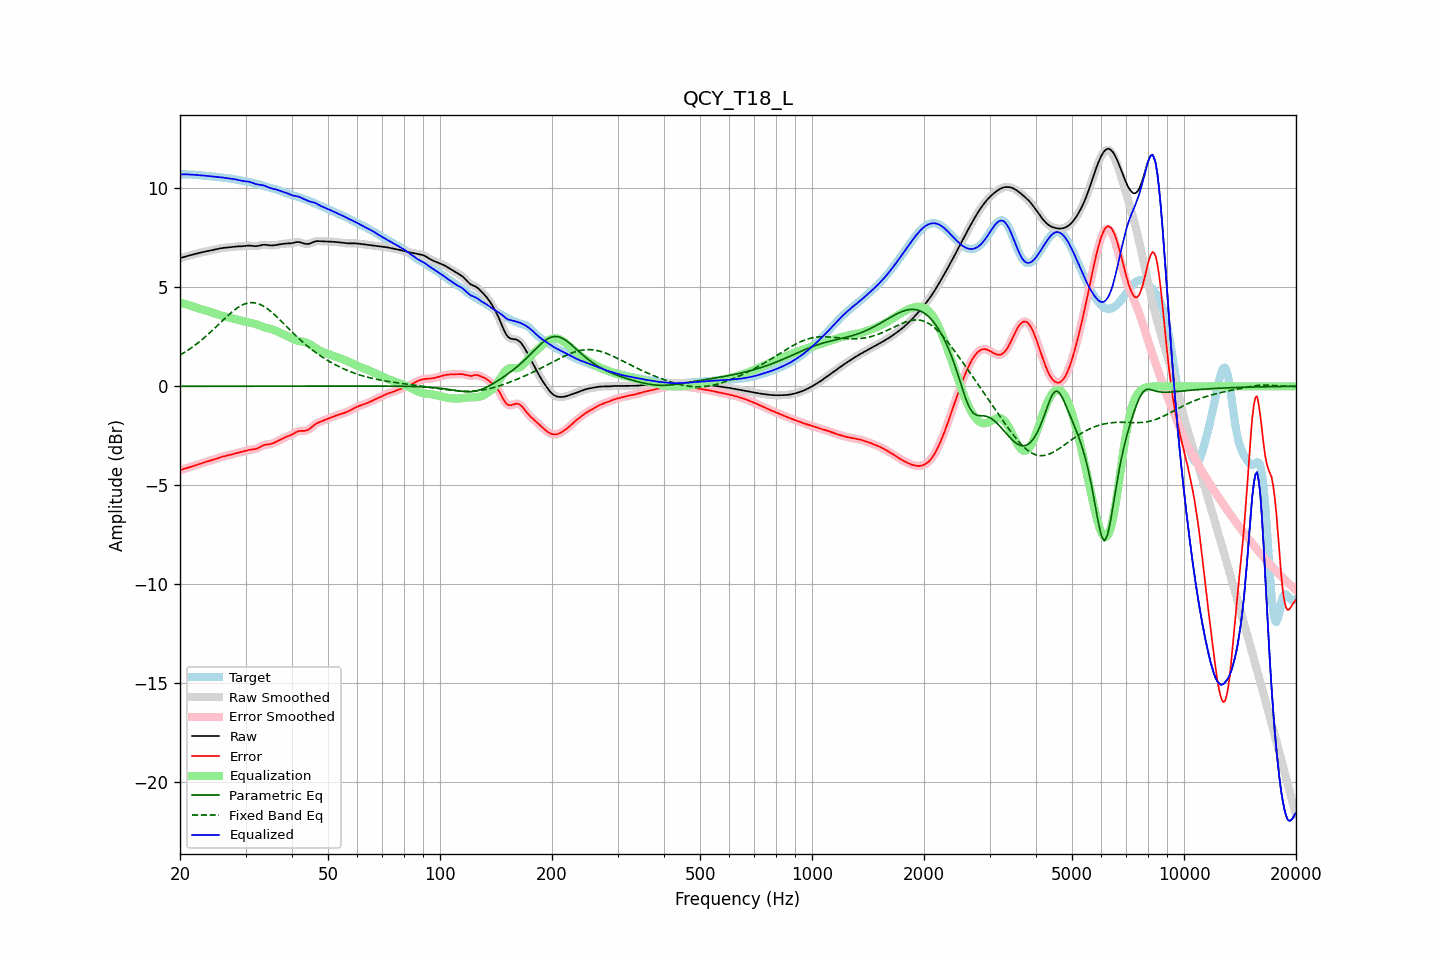 QCY_T18_L
Amplitude (dBr)
10
5
0
−5
−10
−15
−20
Target
Raw Smoothed
Error Smoothed
Raw
Error
Equalization
Parametric Eq
Fixed Band Eq
Equalized
20 50 100 200 500 1000 2000 5000 10000 20000
Frequency (Hz)